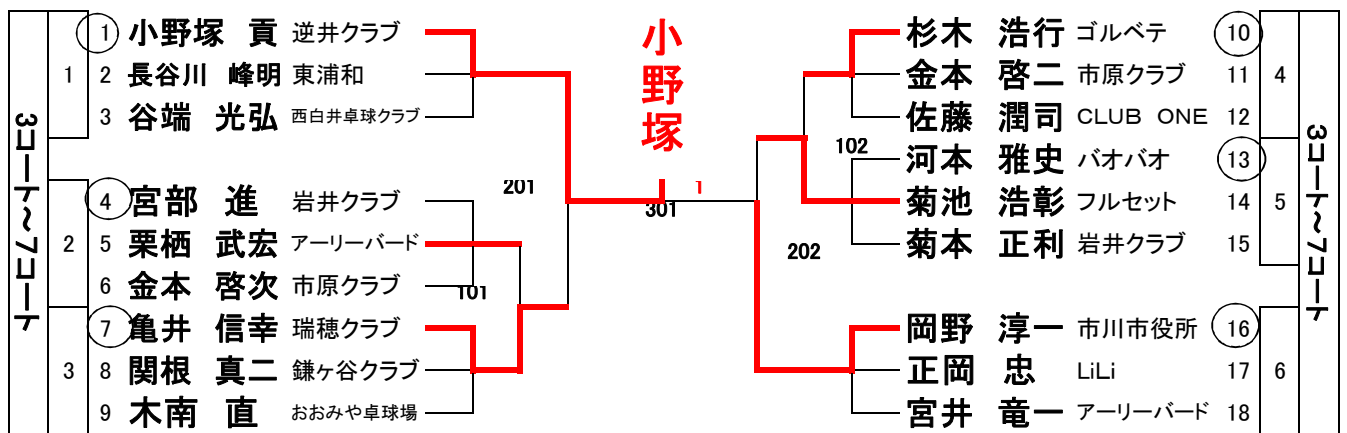 3コート～7コート
1
1 小野塚 貢 逆井クラブ
2 長谷川 峰明 東浦和
3 谷端 光弘 西白井卓球クラブ
2
4 宮部 進 岩井クラブ
5 栗栖 武宏 アーリーバード
6 金本 啓次 市原クラブ
3
7 亀井 信幸 瑞穂クラブ
8 関根 真二 鎌ヶ谷クラブ
9 木南 直 おおみや卓球場
101
201
小野塚
1
301
102
202
杉木 浩行 ゴルベテ 10
金本 啓二 市原クラブ 11
佐藤 潤司 CLUB ONE 12
4
河本 雅史 バオバオ 13
菊池 浩彰 フルセット 14
菊本 正利 岩井クラブ 15
5
岡野 淳一 市川市役所 16
正岡 忠 LiLi 17
宮井 竜一 アーリーバード 18
6
3コート～7コート